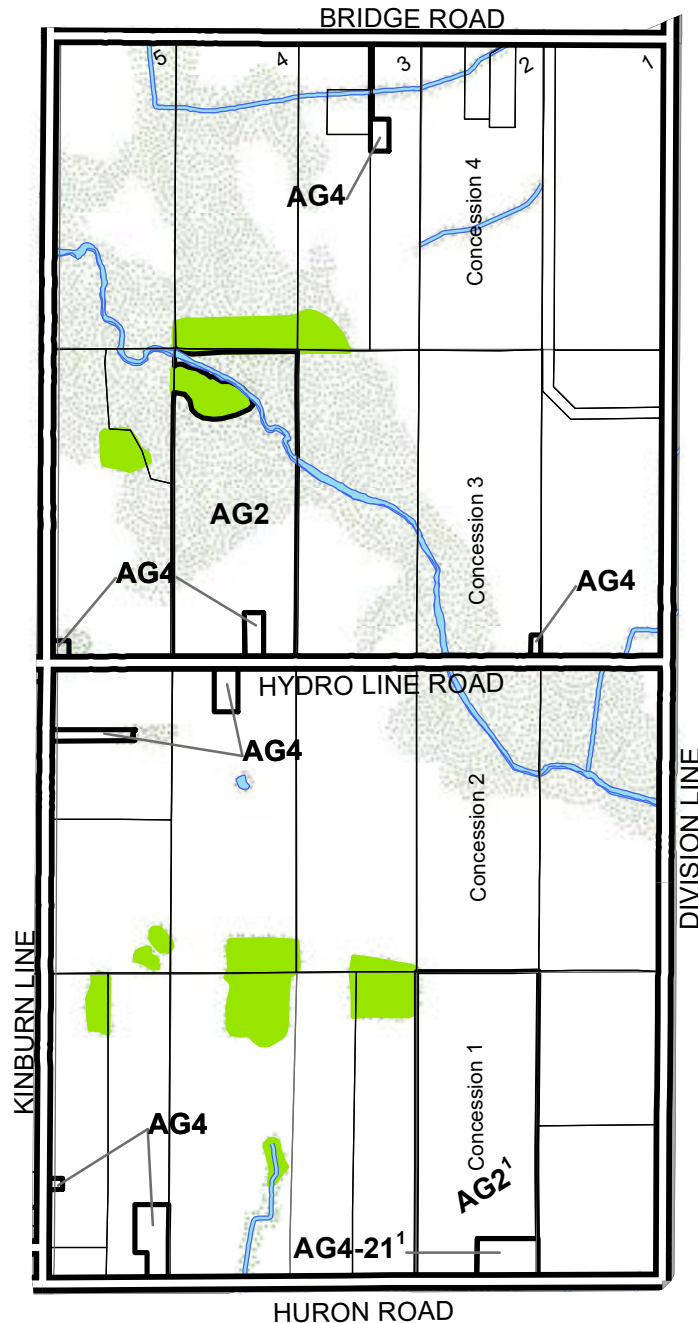 BRIDGE ROAD
5
4
3
2
1
AG4
Concession 4
AG2
Concession 3
AG4
AG4
HYDRO LINE ROAD
AG4
Concession 2
DIVISION LINE
KINBURN LINE
Concession 1
AG4
AG2¹
AG4-21¹
HURON ROAD